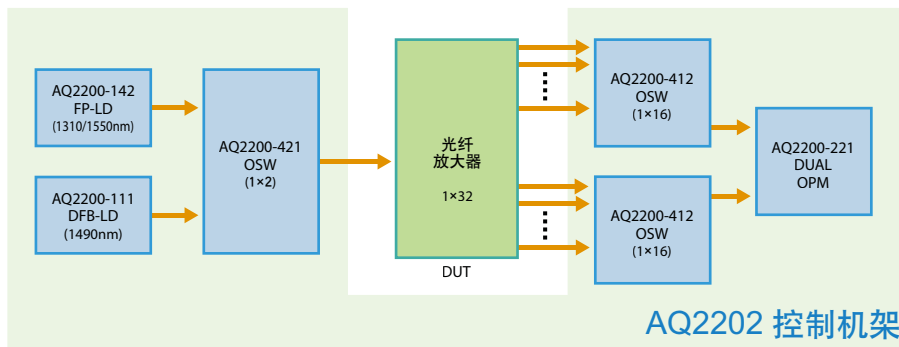 AQ2200-142
FP-LD
(1310/1550nm)
AQ2200-111
DFB-LD
(1490nm)
AQ2200-421
OSW
(1×2)
光纤
放大器
1×32
DUT
AQ2200-412
OSW
(1×16)
AQ2200-412
OSW
(1×16)
AQ2200-221
DUAL
OPM
AQ2202 控制机架